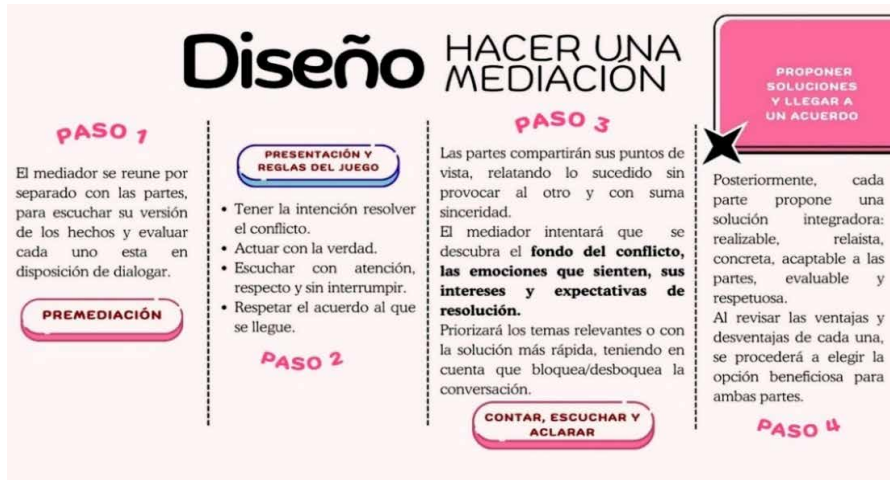 Diseño HACER UNA
MEDIACIÓN
PASO 1
El mediador se reune por
separado con las partes,
para escuchar su versión
de los hechos y evaluar
cada uno esta en
disposición de dialogar.
PREMEDIACIÓN
PRESENTACIÓN Y
REGLAS DEL JUEGO
• Tener la intención resolver
el conflicto.
• Actuar con la verdad.
• Escuchar con atención,
respeto y sin interrumpir.
• Respetar el acuerdo al que
se llegue.
PASO 2
PASO 3
Las partes compartirán sus puntos de
vista, relatando lo sucedido sin
provocar al otro y con suma
sinceridad.
El mediador intentará que se
descubra el fondo del conflicto,
las emociones que sienten, sus
intereses y expectativas de
resolución.
Priorizará los temas relevantes o con
la solución más rápida, teniendo en
cuenta que bloquea/desboquea la
conversación.
CONTAR, ESCUCHAR Y
ACLARAR
PROPONER
SOLUCIONES
Y LLEGAR A
UN ACUERDO
Posteriormente, cada
parte propone una
solución integradora:
realizable, relaista,
concreta, acaptable a las
partes, evaluable y
respetuosa.
Al revisar las ventajas y
desventajas de cada una,
se procederá a elegir la
opción beneficiosa para
ambas partes.
PASO 4